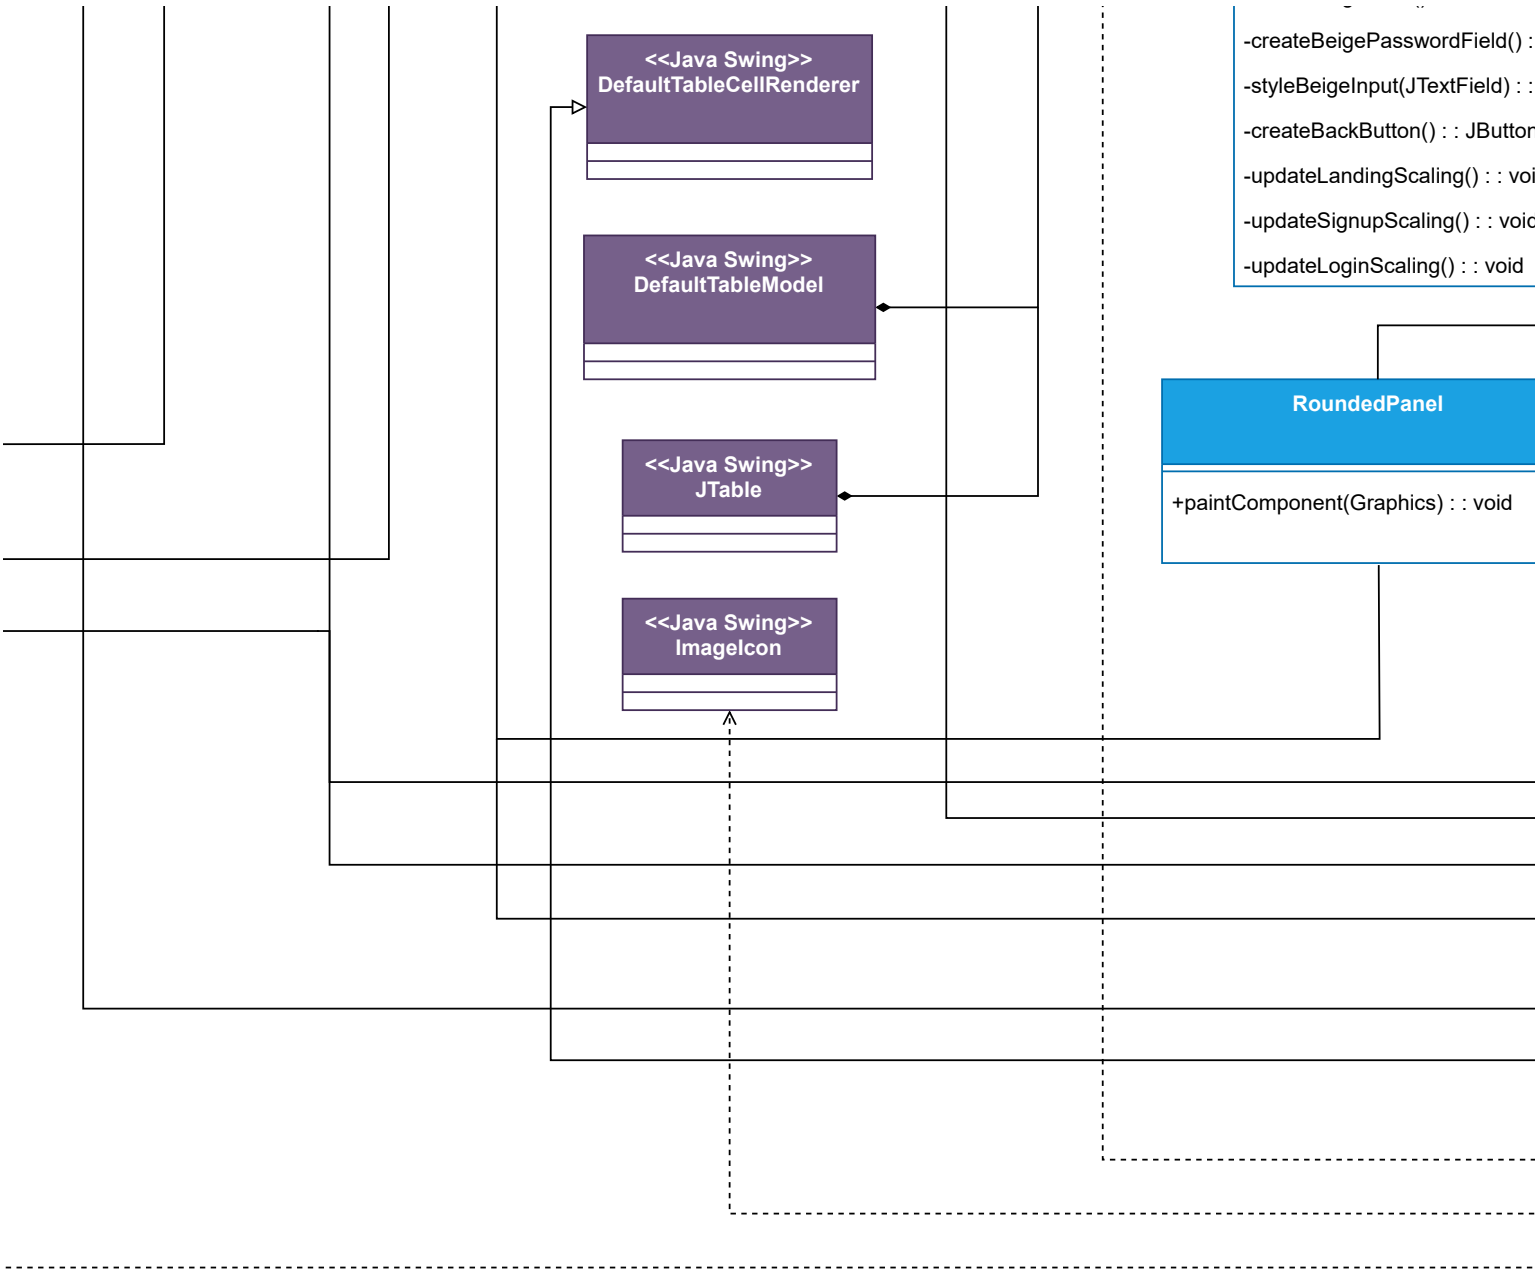 -createBeigePasswordField() :
-styleBeigeInput(JTextField) : :
-createBackButton() : : JButton
-updateLandingScaling() : : voi
-updateSignupScaling() : : void
-updateLoginScaling() : : void
<<Java Swing>>
DefaultTableCellRenderer
<<Java Swing>>
DefaultTableModel
<<Java Swing>>
JTable
<<Java Swing>>
ImageIcon
RoundedPanel
+paintComponent(Graphics) : : void